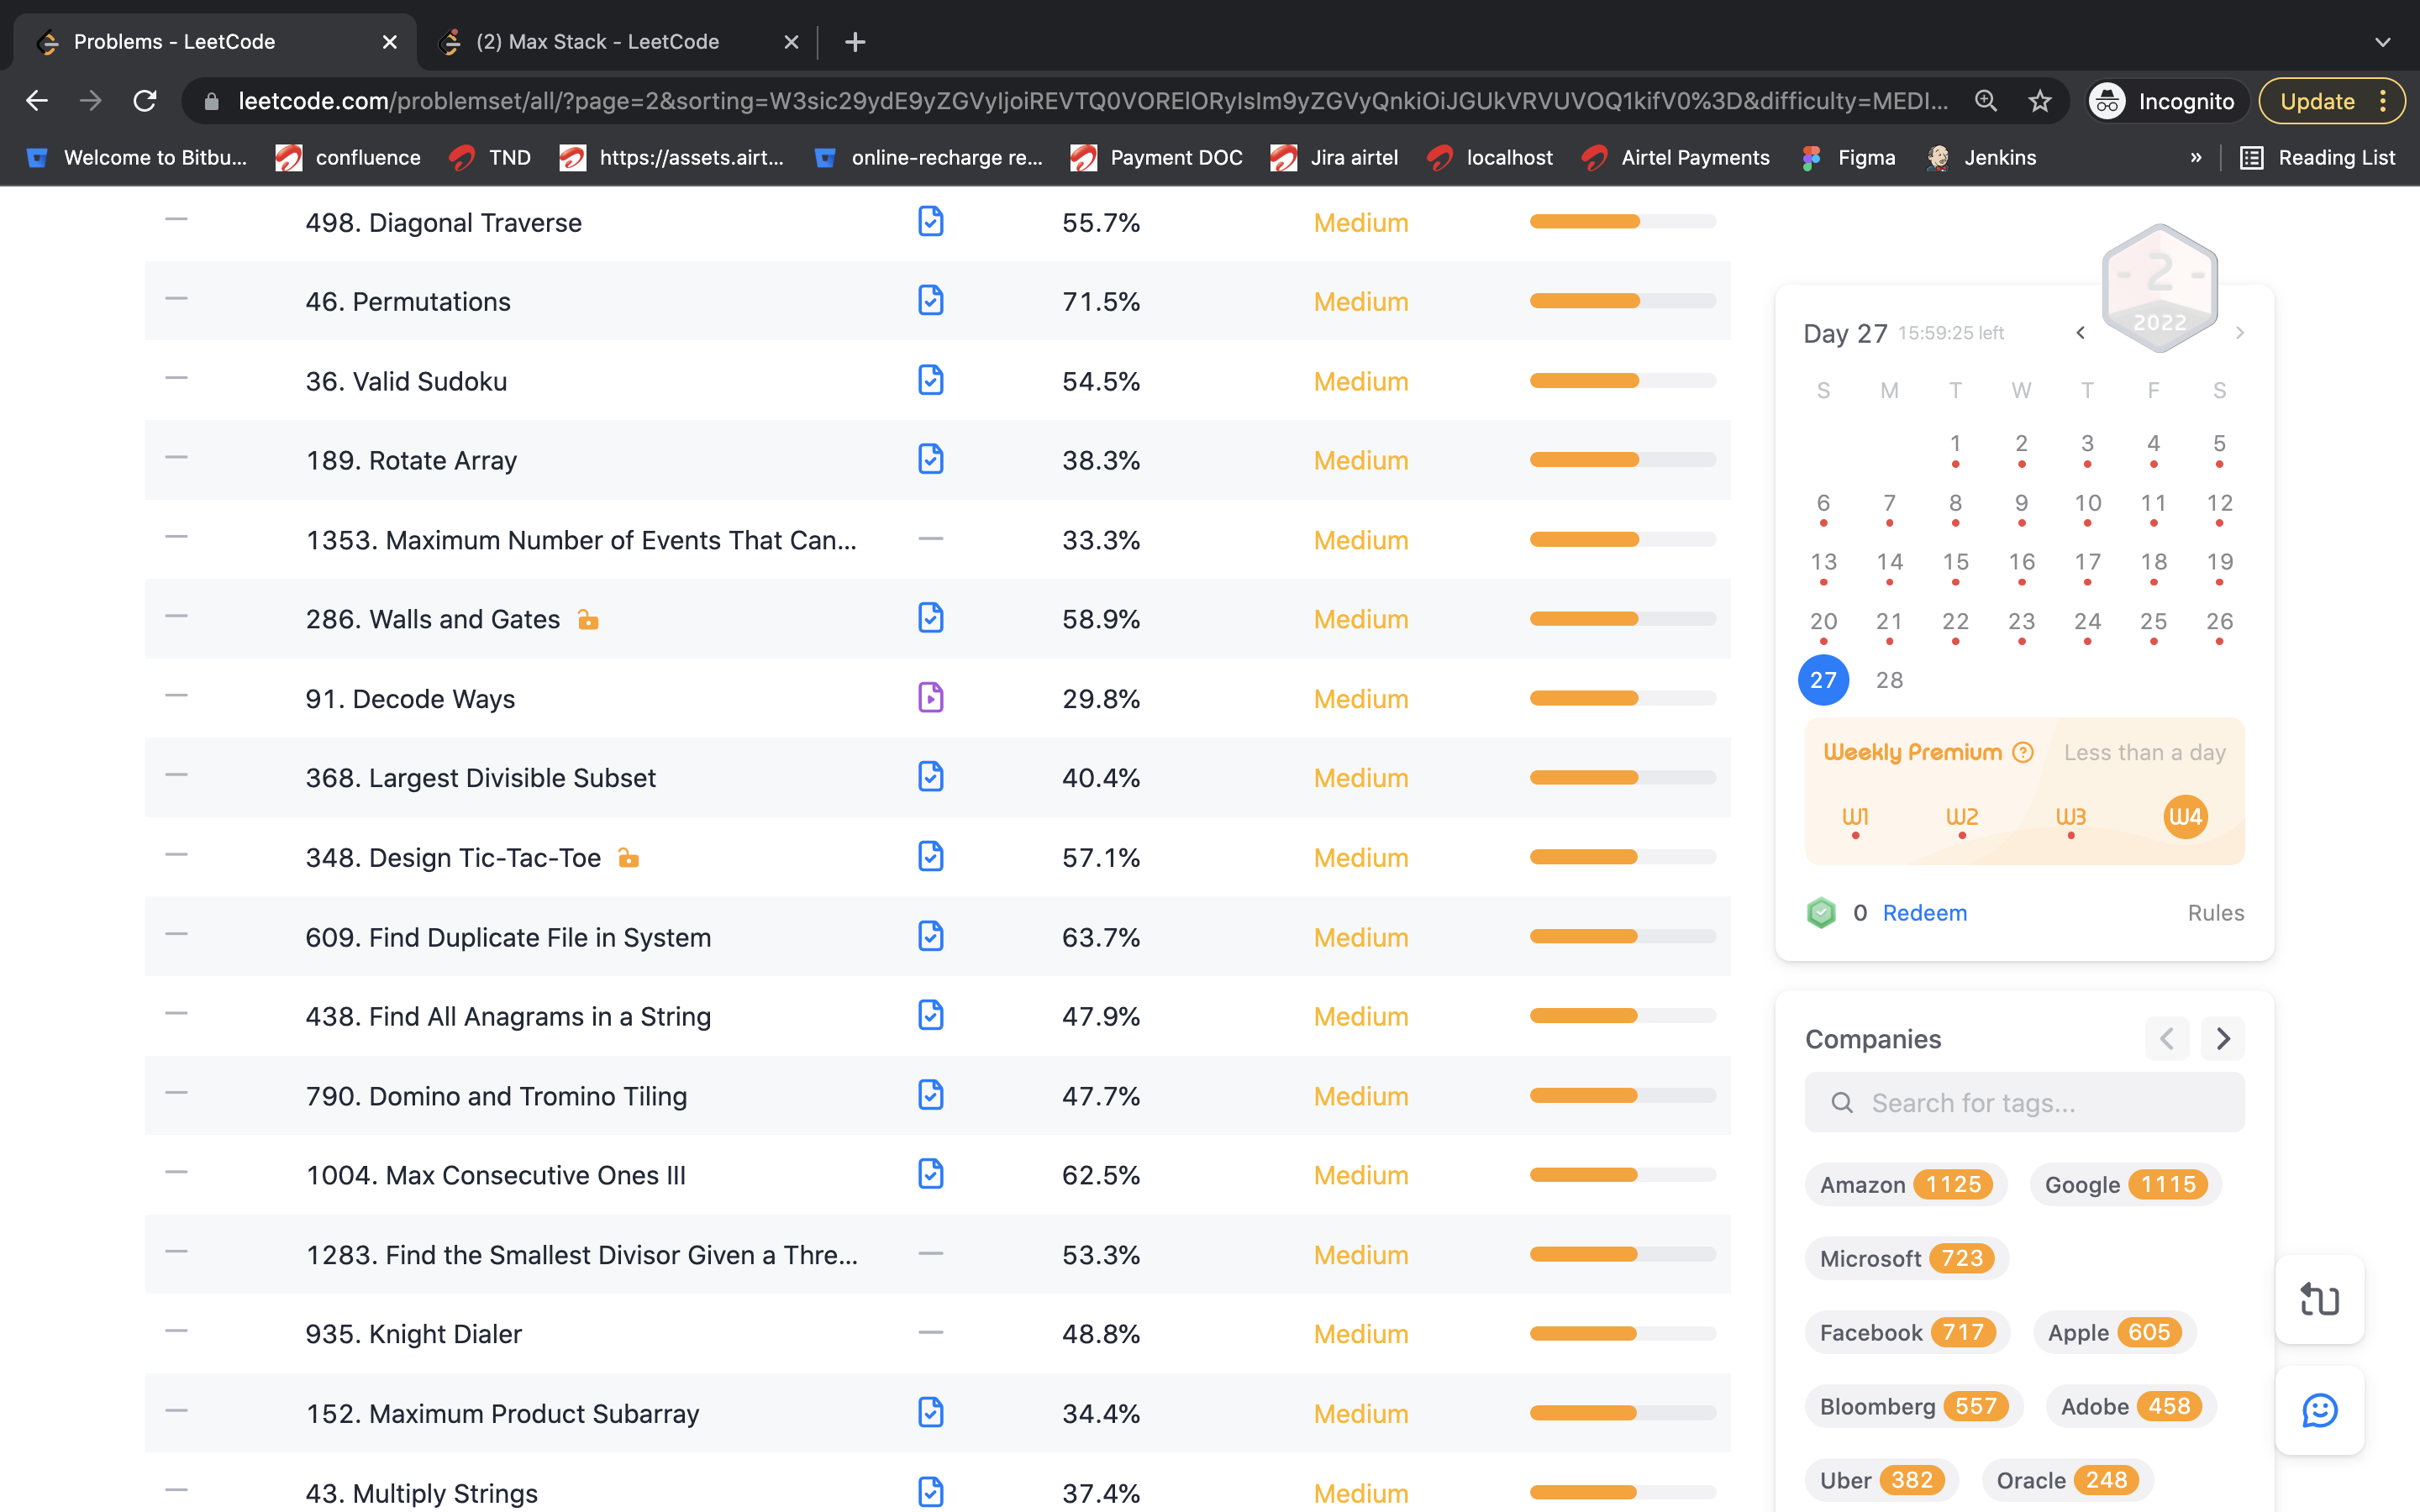 Problems - LeetCode
(2) Max Stack - LeetCode
leetcode.com/problemset/all/?page=2&sorting=W3sic29ydE9yZGVyIjoiREVTQ0VORElORyIsIm9yZGVyQnkiOiJGUkVRVUVOQ1kifV0%3D&difficulty=MEDI...
Incognito
Update
Welcome to Bitbu...
confluence
TND
https://assets.airt...
online-recharge re...
Payment DOC
Jira airtel
localhost
Airtel Payments
Figma
Jenkins
»
Reading List
498. Diagonal Traverse 55.7% Medium
46. Permutations 71.5% Medium
36. Valid Sudoku 54.5% Medium
189. Rotate Array 38.3% Medium
1353. Maximum Number of Events That Can... 33.3% Medium
286. Walls and Gates 58.9% Medium
91. Decode Ways 29.8% Medium
368. Largest Divisible Subset 40.4% Medium
348. Design Tic-Tac-Toe 57.1% Medium
609. Find Duplicate File in System 63.7% Medium
438. Find All Anagrams in a String 47.9% Medium
790. Domino and Tromino Tiling 47.7% Medium
1004. Max Consecutive Ones III 62.5% Medium
1283. Find the Smallest Divisor Given a Thre... 53.3% Medium
935. Knight Dialer 48.8% Medium
152. Maximum Product Subarray 34.4% Medium
43. Multiply Strings 37.4% Medium
2
2022
Day 27 15:59:25 left
S M T W T F S
1 2 3 4 5
6 7 8 9 10 11 12
13 14 15 16 17 18 19
20 21 22 23 24 25 26
27 28
Weekly Premium ? Less than a day
W1 W2 W3 W4
0 Redeem Rules
Companies
Search for tags...
Amazon 1125 Google 1115
Microsoft 723
Facebook 717 Apple 605
Bloomberg 557 Adobe 458
Uber 382 Oracle 248